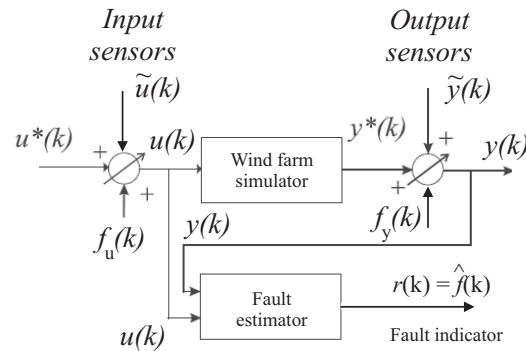 Input
sensors
Output
sensors
ũ(k)
ỹ(k)
u*(k)
+
u(k)
Wind farm
simulator
y*(k)
y(k)
+
+
+
f_u(k)
y(k)
f_y(k)
Fault
estimator
r(k) = f̂(k)
u(k)
Fault indicator